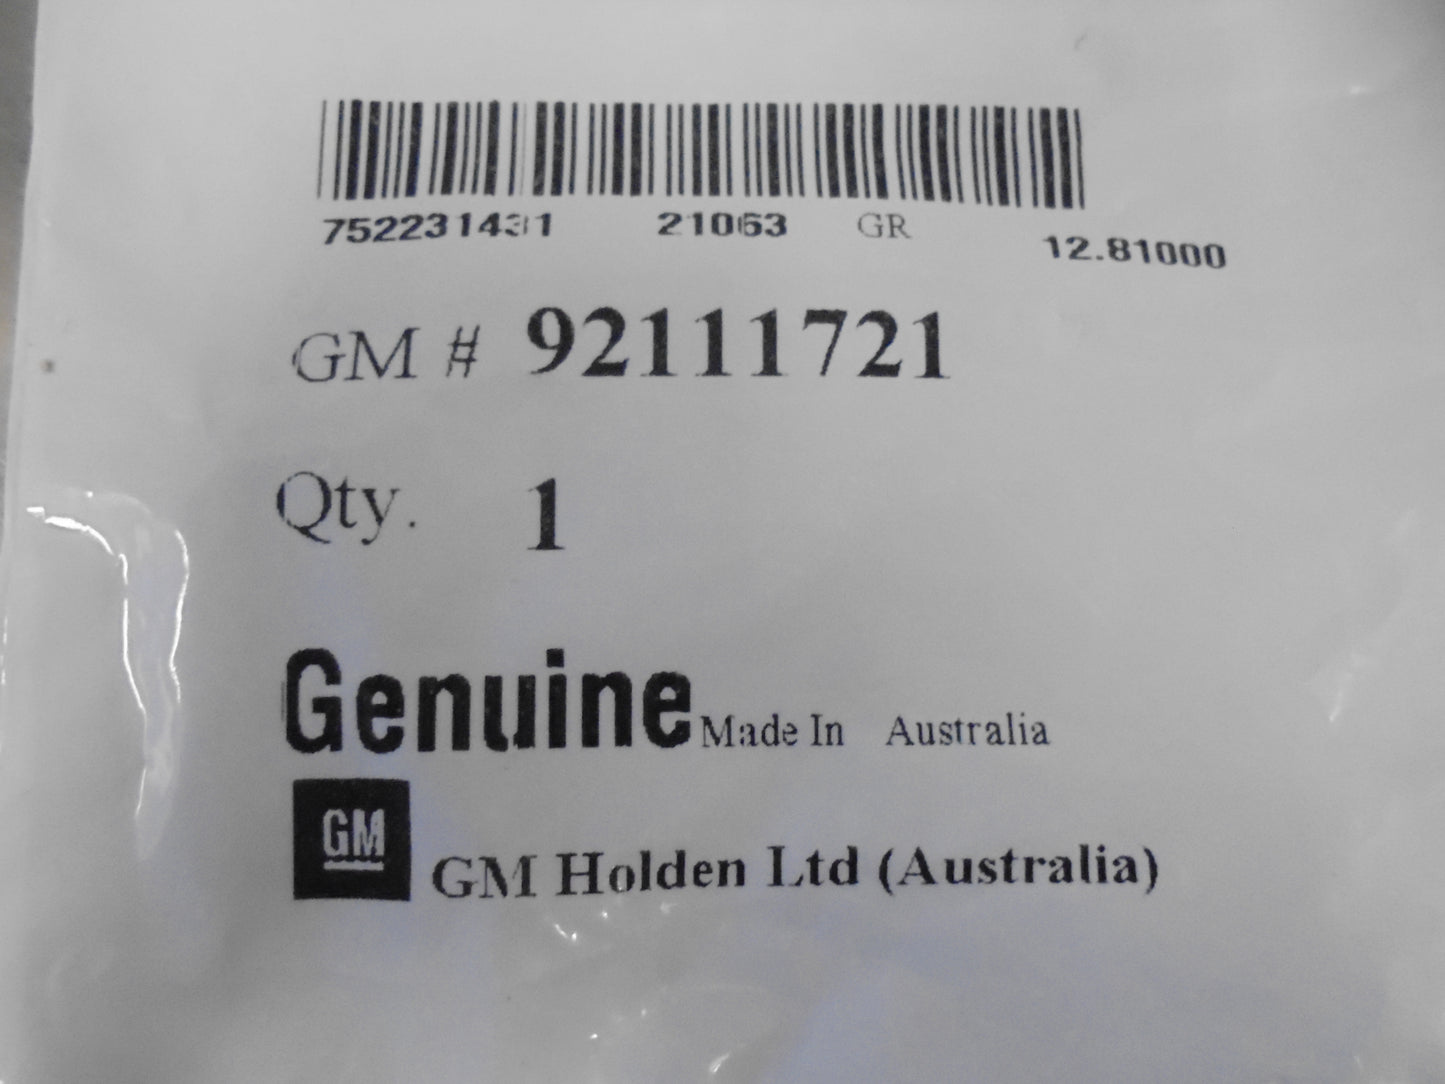 752231431 21063 GR 12.81000
GM # 92111721
Qty. 1
Genuine Made In Australia
GM
GM Holden Ltd (Australia)